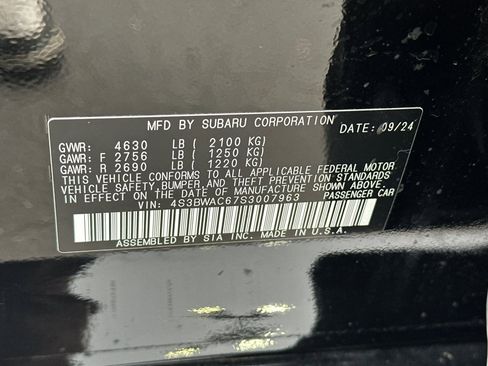 MFD BY SUBARU CORPORATION DATE: 09/24
GVWR: 4630 LB ( 2100 KG)
GAWR: F 2756 LB ( 1250 KG)
GAWR: R 2690 LB ( 1220 KG)
THIS VEHICLE CONFORMS TO ALL APPLICABLE FEDERAL MOTOR
VEHICLE SAFETY, BUMPER, AND THEFT PREVENTION STANDARDS
IN EFFECT ON THE DATE OF MANUFACTURE SHOWN ABOVE.
VIN: 4S3BWAC67S3007963 PASSENGER CAR
ASSEMBLED BY SIA INC. MADE IN U.S.A.